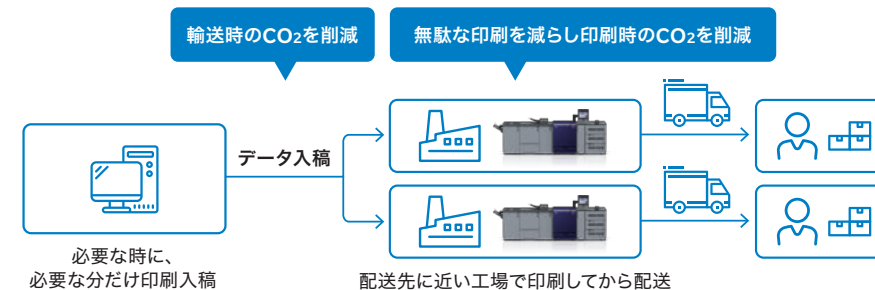 輸送時のCO2を削減
無駄な印刷を減らし印刷時のCO2を削減
データ入稿
必要な時に、
必要な分だけ印刷入稿
配送先に近い工場で印刷してから配送